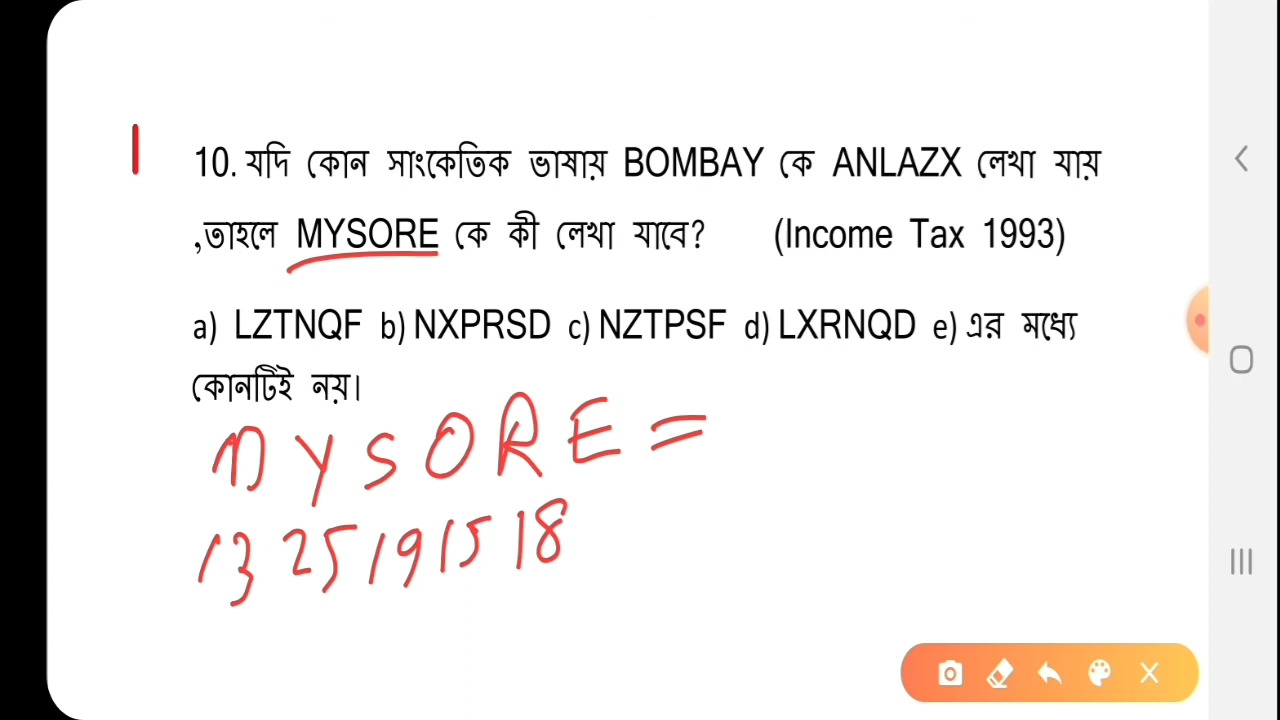 10. যদি কোন সাংকেতিক ভাষায় BOMBAY কে ANLAZX লেখা যায়
,তাহলে MYSORE কে কী লেখা যাবে? (Income Tax 1993)
a) LZTNQF b) NXPRSD c) NZTPSF d) LXRNQD e) এর মধ্যে
কোনটিই নয়।
MYSORE =
13 25 19 15 18